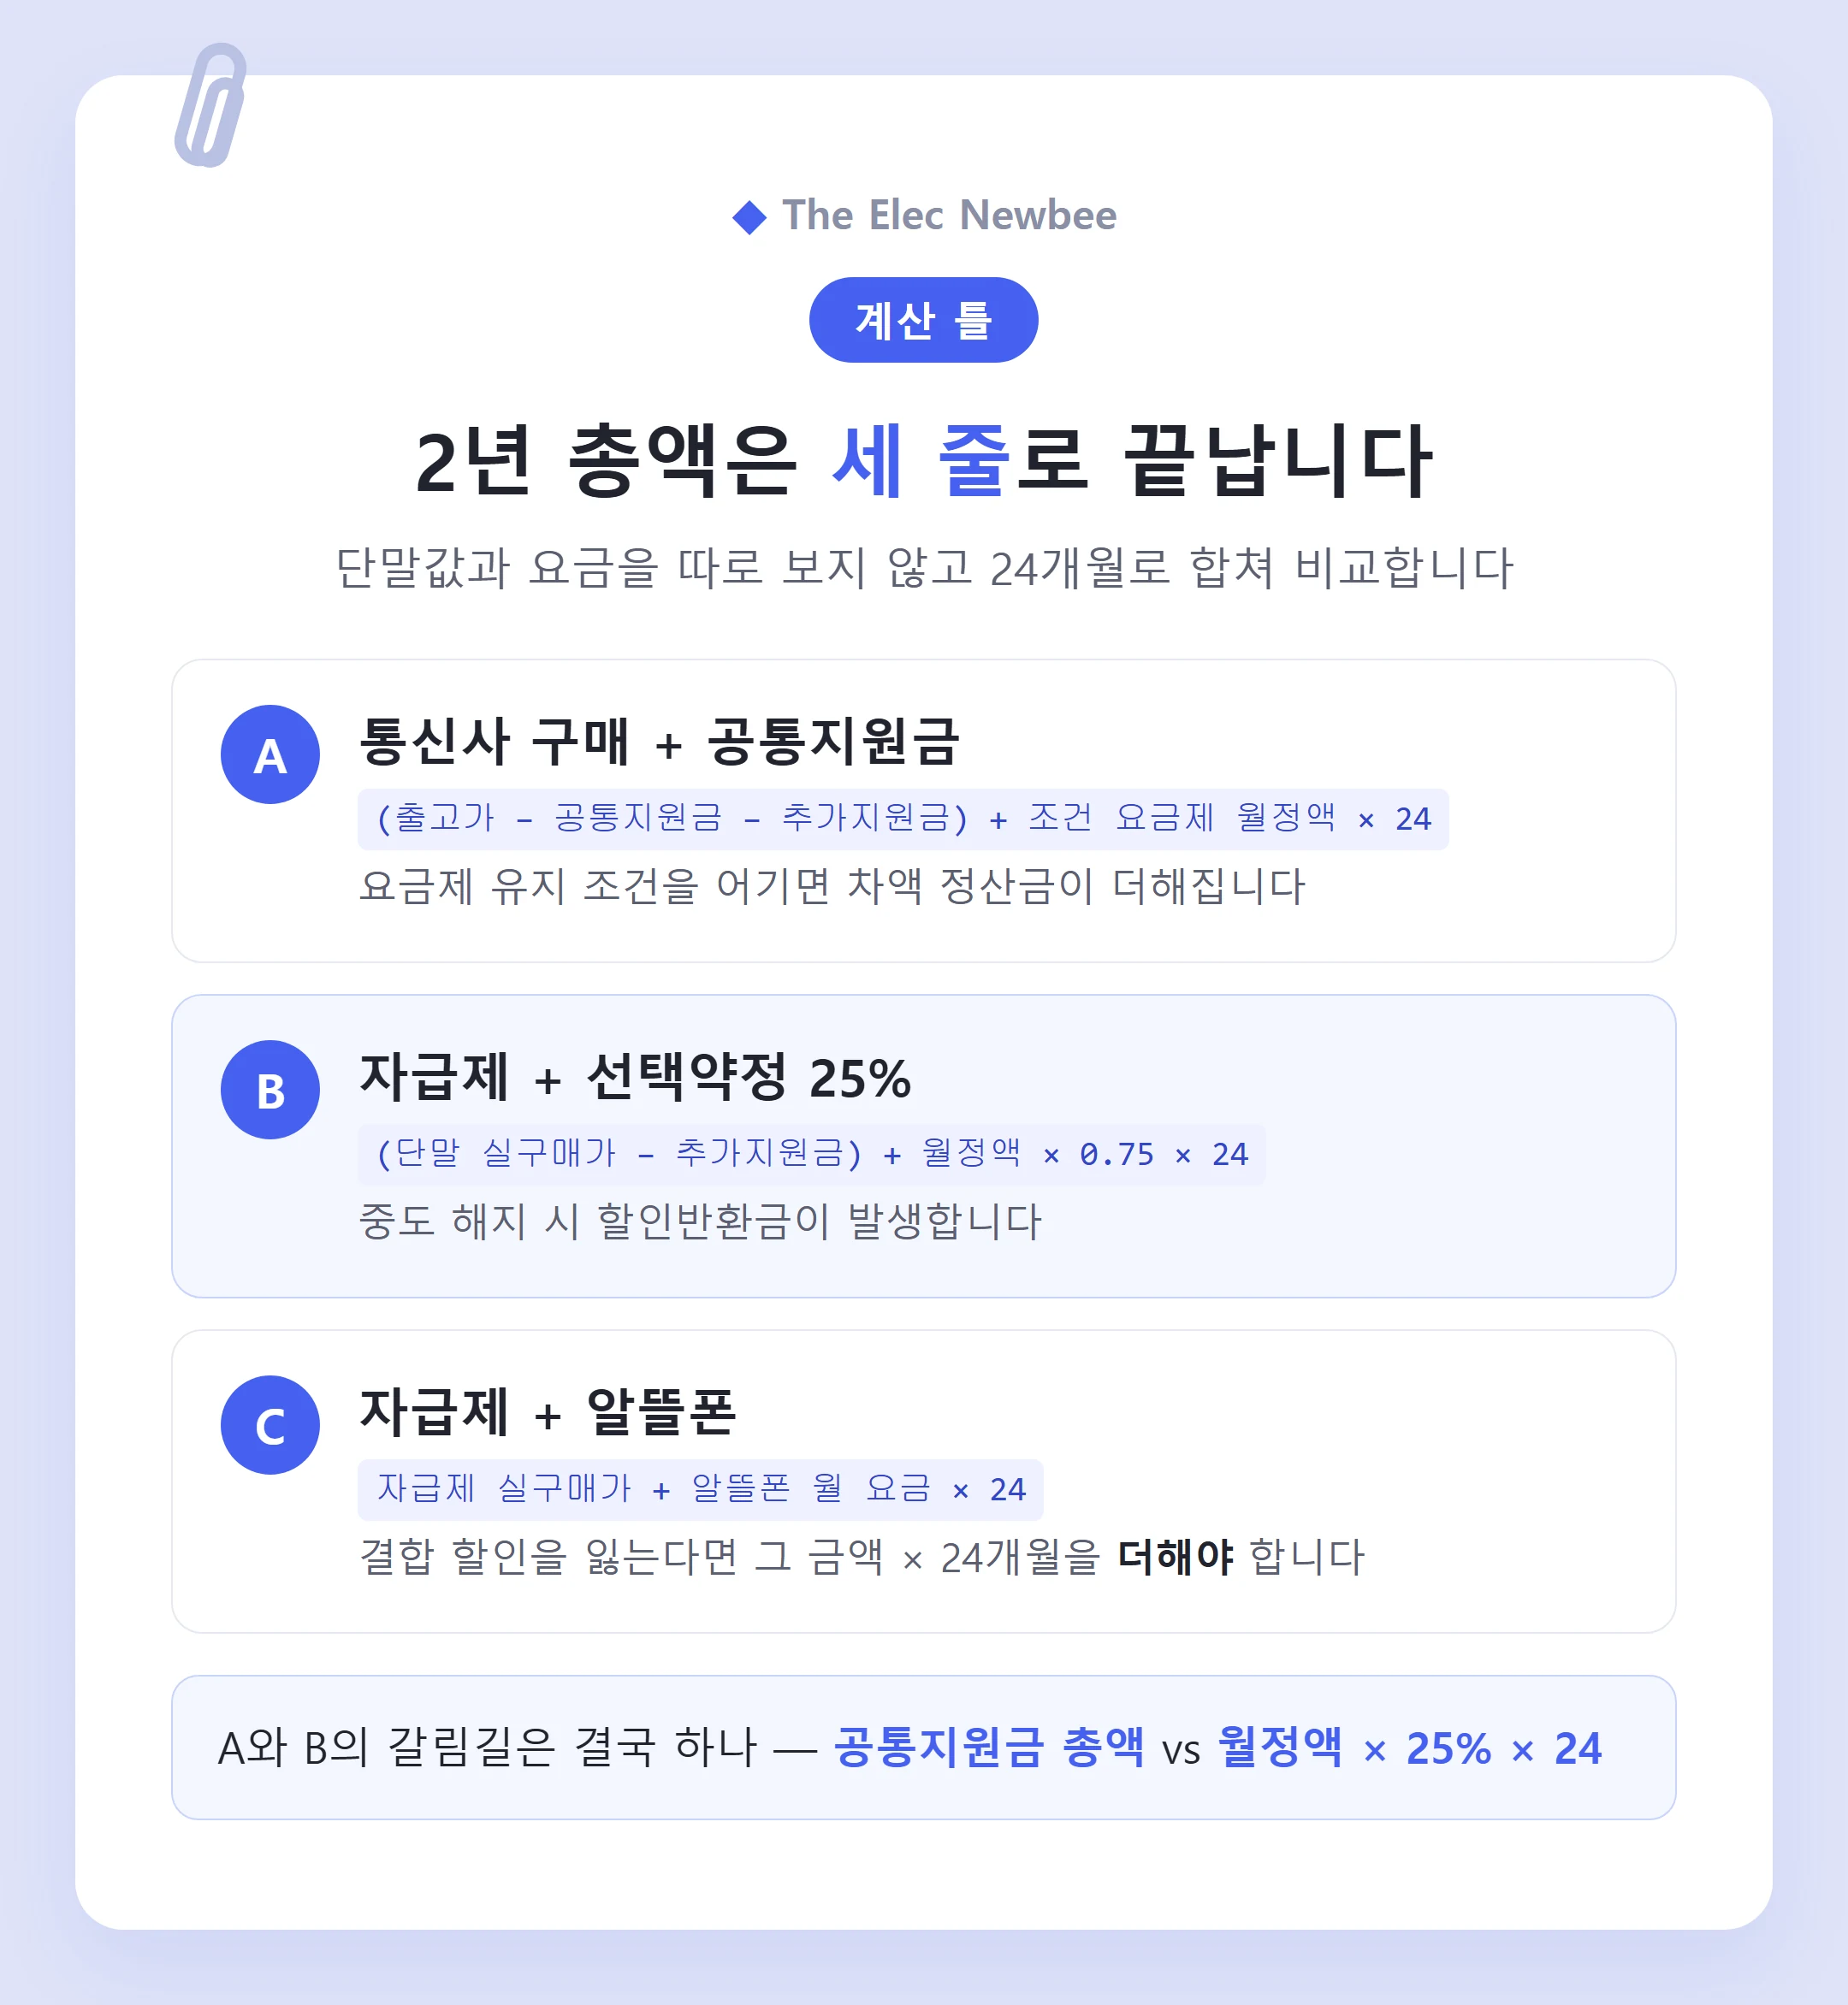 ◆ The Elec Newbee
계산 틀
2년 총액은 세 줄로 끝납니다
단말값과 요금을 따로 보지 않고 24개월로 합쳐 비교합니다
A
통신사 구매 + 공통지원금
(출고가 − 공통지원금 − 추가지원금) + 조건 요금제 월정액 × 24
요금제 유지 조건을 어기면 차액 정산금이 더해집니다
B
자급제 + 선택약정 25%
(단말 실구매가 − 추가지원금) + 월정액 × 0.75 × 24
중도 해지 시 할인반환금이 발생합니다
C
자급제 + 알뜰폰
자급제 실구매가 + 알뜰폰 월 요금 × 24
결합 할인을 잃는다면 그 금액 × 24개월을 더해야 합니다
A와 B의 갈림길은 결국 하나 — 공통지원금 총액 vs 월정액 × 25% × 24